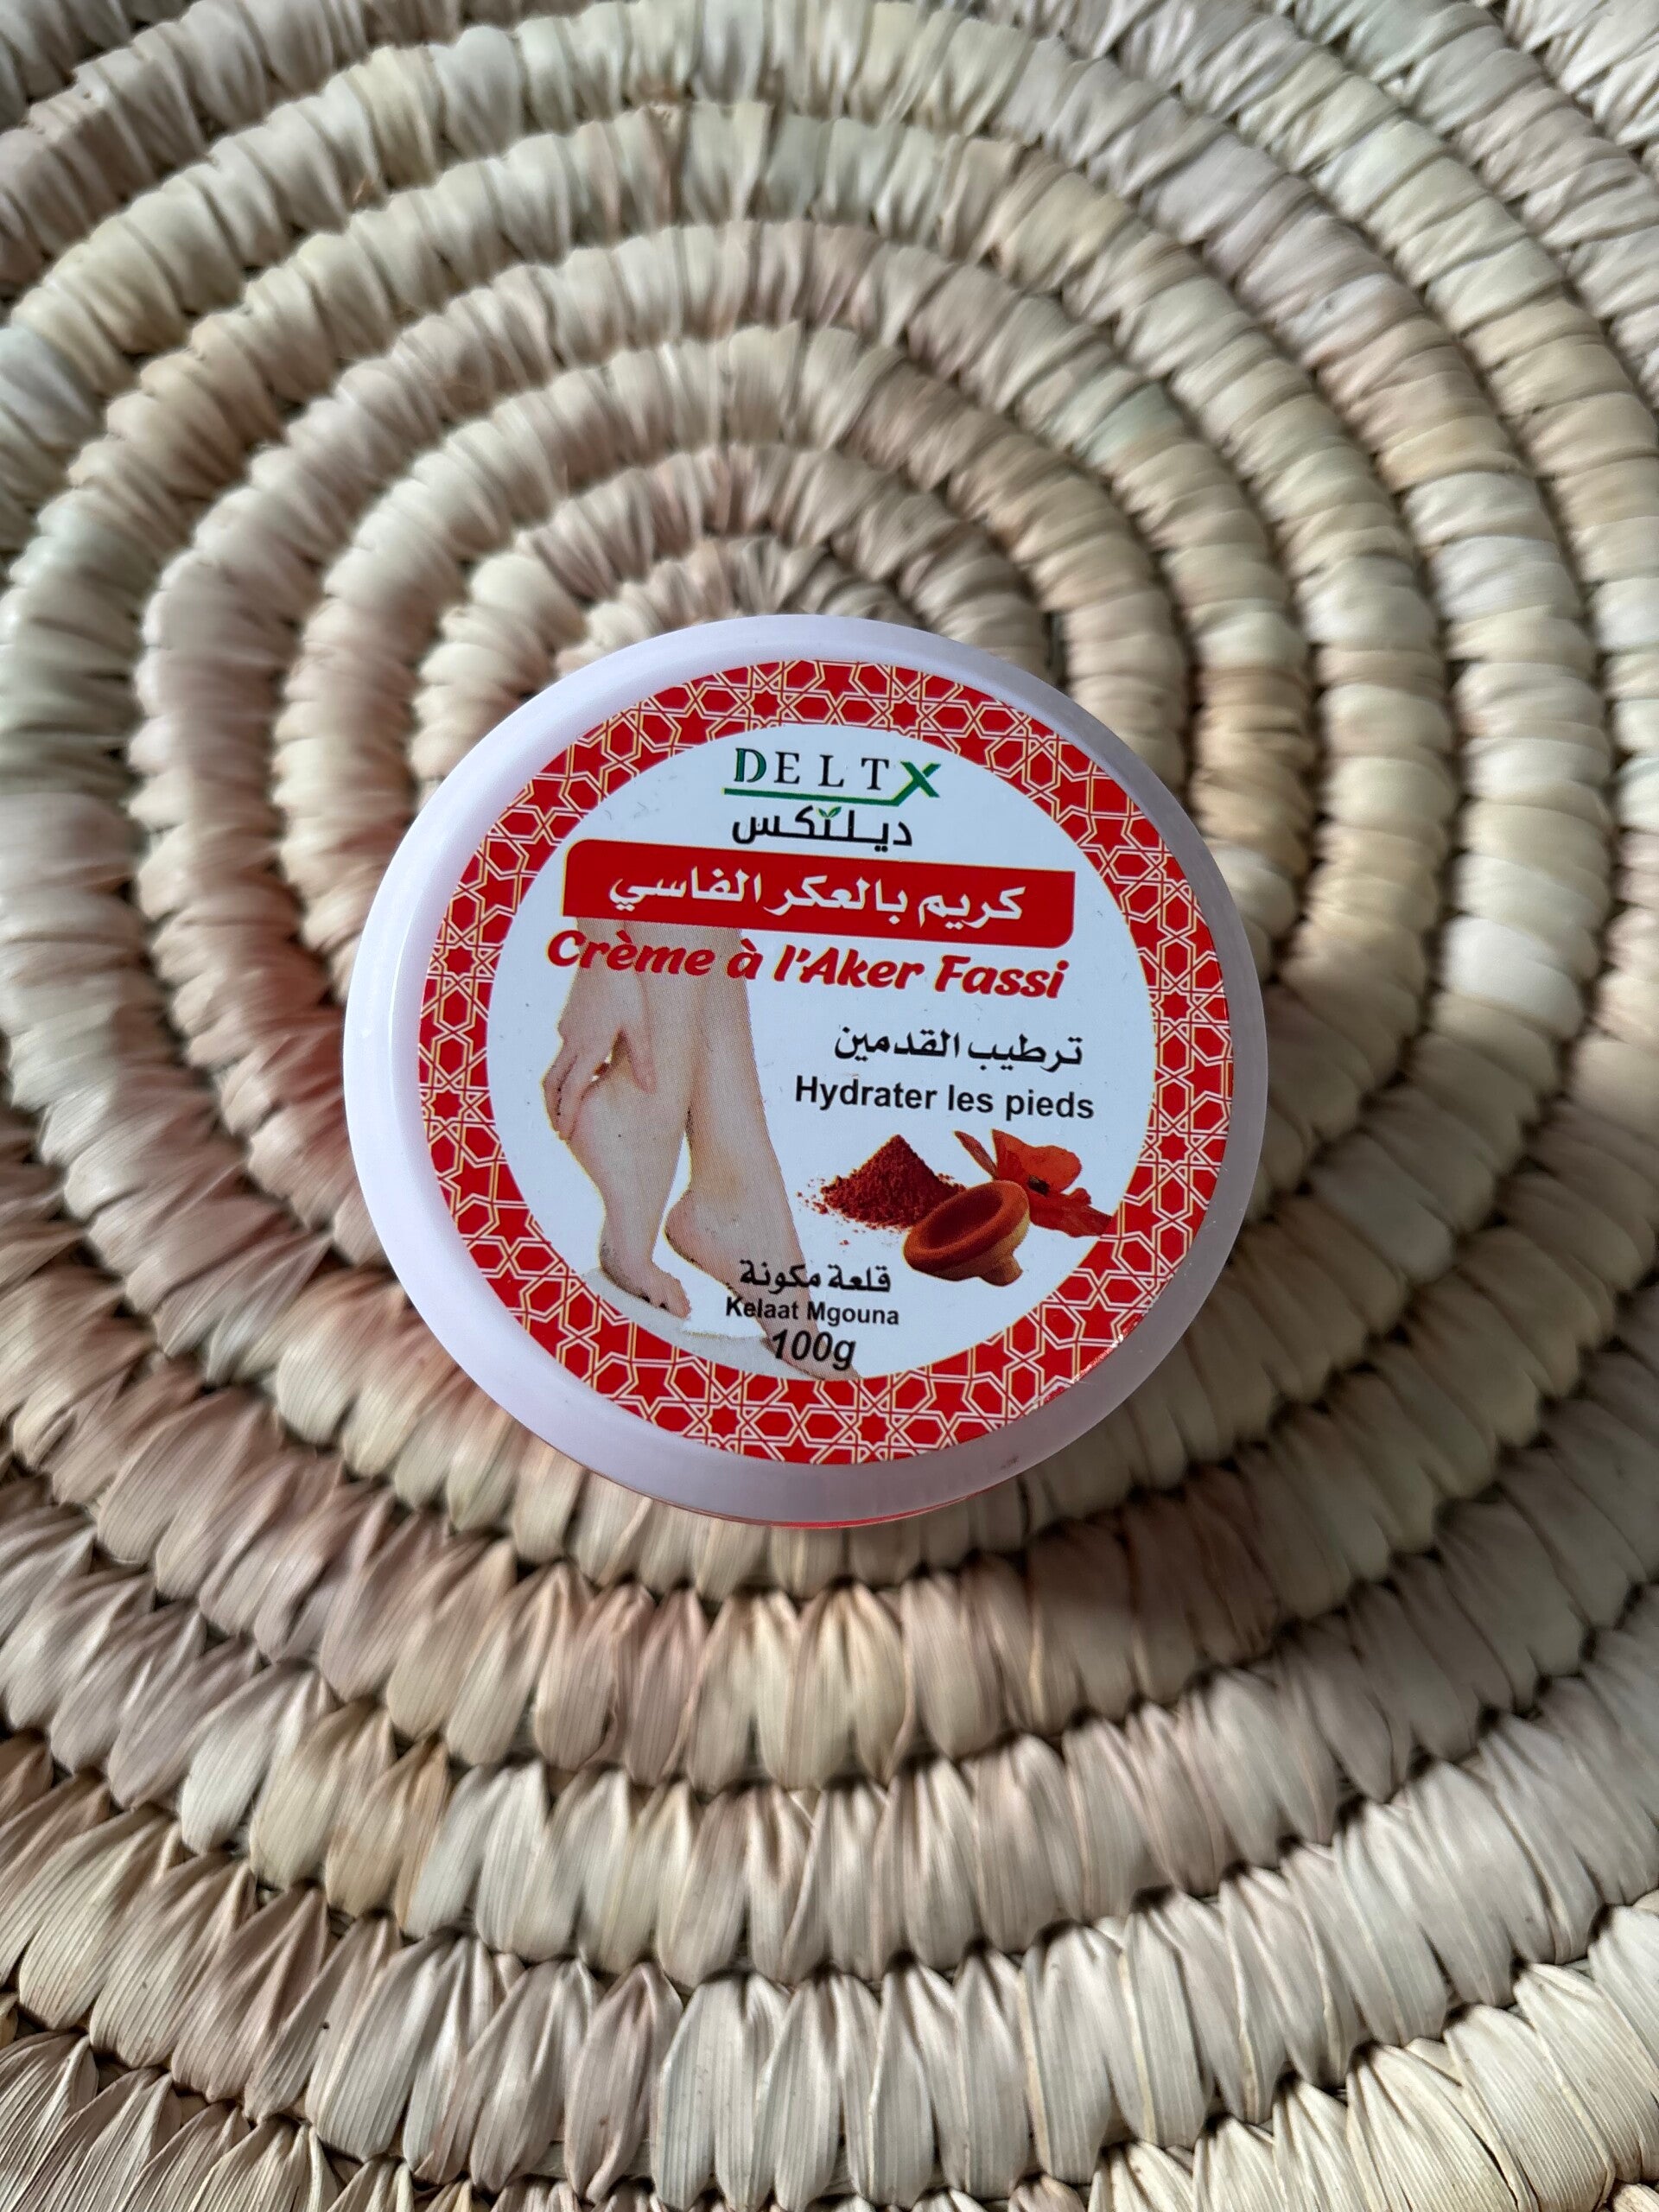 DELTX
ديلتكس
كريم بالعكر الفاسي
Crème à l'Aker Fassi
ترطيب القدمين
Hydrater les pieds
قلعة مكونة
Kelaat Mgouna
100g